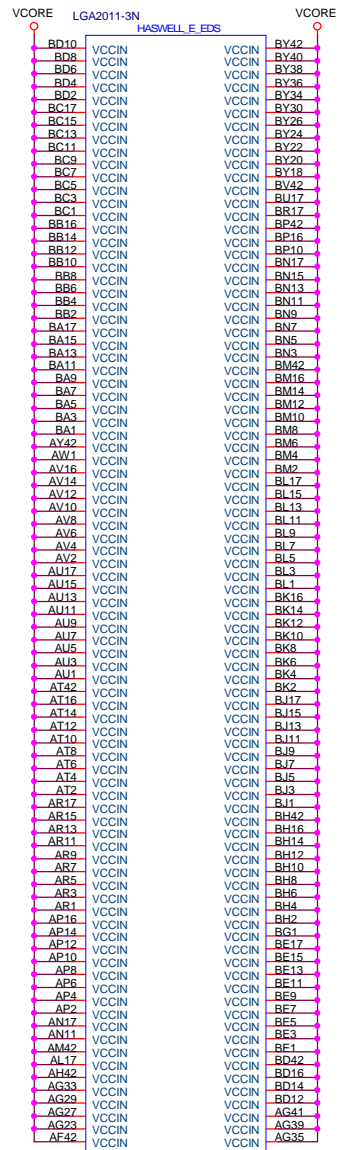 VCORE LGA2011-3N VCORE
HASWELL_E_EDS
BD10 VCCIN VCCIN BY42
BD8 VCCIN VCCIN BY40
BD6 VCCIN VCCIN BY38
BD4 VCCIN VCCIN BY36
BD2 VCCIN VCCIN BY34
BC17 VCCIN VCCIN BY30
BC15 VCCIN VCCIN BY26
BC13 VCCIN VCCIN BY24
BC11 VCCIN VCCIN BY22
BC9 VCCIN VCCIN BY20
BC7 VCCIN VCCIN BY18
BC5 VCCIN VCCIN BV42
BC3 VCCIN VCCIN BU17
BC1 VCCIN VCCIN BR17
BB16 VCCIN VCCIN BP42
BB14 VCCIN VCCIN BP16
BB12 VCCIN VCCIN BP10
BB10 VCCIN VCCIN BN17
BB8 VCCIN VCCIN BN15
BB6 VCCIN VCCIN BN13
BB4 VCCIN VCCIN BN11
BB2 VCCIN VCCIN BN9
BA17 VCCIN VCCIN BN7
BA15 VCCIN VCCIN BN5
BA13 VCCIN VCCIN BN3
BA11 VCCIN VCCIN BM42
BA9 VCCIN VCCIN BM16
BA7 VCCIN VCCIN BM14
BA5 VCCIN VCCIN BM12
BA3 VCCIN VCCIN BM10
BA1 VCCIN VCCIN BM8
AY42 VCCIN VCCIN BM6
AW1 VCCIN VCCIN BM4
AV16 VCCIN VCCIN BM2
AV14 VCCIN VCCIN BL17
AV12 VCCIN VCCIN BL15
AV10 VCCIN VCCIN BL13
AV8 VCCIN VCCIN BL11
AV6 VCCIN VCCIN BL9
AV4 VCCIN VCCIN BL7
AV2 VCCIN VCCIN BL5
AU17 VCCIN VCCIN BL3
AU15 VCCIN VCCIN BL1
AU13 VCCIN VCCIN BK16
AU11 VCCIN VCCIN BK14
AU9 VCCIN VCCIN BK12
AU7 VCCIN VCCIN BK10
AU5 VCCIN VCCIN BK8
AU3 VCCIN VCCIN BK6
AU1 VCCIN VCCIN BK4
AT42 VCCIN VCCIN BK2
AT16 VCCIN VCCIN BJ17
AT14 VCCIN VCCIN BJ15
AT12 VCCIN VCCIN BJ13
AT10 VCCIN VCCIN BJ11
AT8 VCCIN VCCIN BJ9
AT6 VCCIN VCCIN BJ7
AT4 VCCIN VCCIN BJ5
AT2 VCCIN VCCIN BJ3
AR17 VCCIN VCCIN BJ1
AR15 VCCIN VCCIN BH42
AR13 VCCIN VCCIN BH16
AR11 VCCIN VCCIN BH14
AR9 VCCIN VCCIN BH12
AR7 VCCIN VCCIN BH10
AR5 VCCIN VCCIN BH8
AR3 VCCIN VCCIN BH6
AR1 VCCIN VCCIN BH4
AP16 VCCIN VCCIN BH2
AP14 VCCIN VCCIN BG1
AP12 VCCIN VCCIN BE17
AP10 VCCIN VCCIN BE15
AP8 VCCIN VCCIN BE13
AP6 VCCIN VCCIN BE11
AP4 VCCIN VCCIN BE9
AP2 VCCIN VCCIN BE7
AN17 VCCIN VCCIN BE5
AN11 VCCIN VCCIN BE3
AM42 VCCIN VCCIN BE1
AL17 VCCIN VCCIN BD42
AH42 VCCIN VCCIN BD16
AG33 VCCIN VCCIN BD14
AG29 VCCIN VCCIN BD12
AG27 VCCIN VCCIN AG41
AG23 VCCIN VCCIN AG39
AF42 VCCIN VCCIN AG35